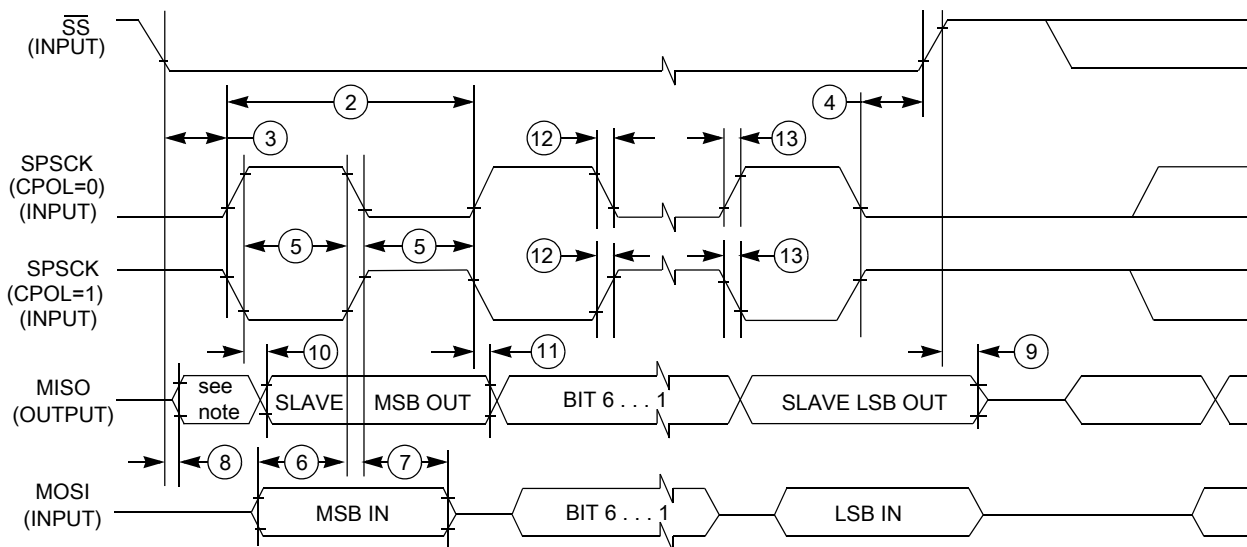 SS
(INPUT)
2
4
3
12
13
SPSCK
(CPOL=0)
(INPUT)
5
5
12
13
SPSCK
(CPOL=1)
(INPUT)
10
11
9
MISO
(OUTPUT)
see
note
SLAVE
MSB OUT
BIT 6 . . . 1
SLAVE LSB OUT
8
6
7
MOSI
(INPUT)
MSB IN
BIT 6 . . . 1
LSB IN